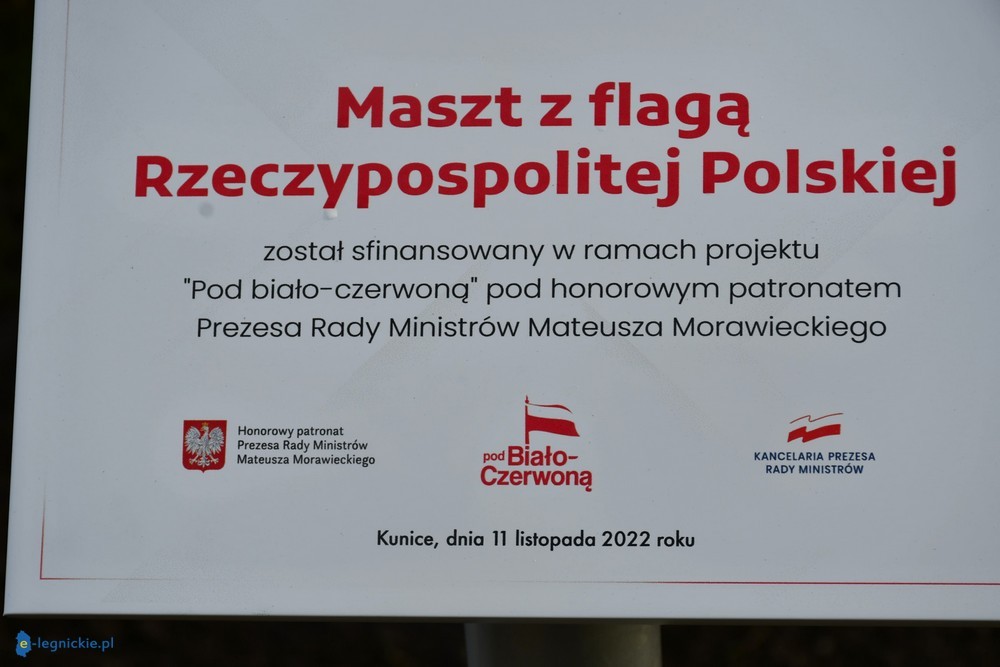 Maszt z flagą
Rzeczypospolitej Polskiej
został sfinansowany w ramach projektu
"Pod biało-czerwoną" pod honorowym patronatem
Prezesa Rady Ministrów Mateusza Morawieckiego
Honorowy patronat
Prezesa Rady Ministrów
Mateusza Morawieckiego
pod Biało-
Czerwoną
KANCELARIA PREZESA
RADY MINISTRÓW
Kunice, dnia 11 listopada 2022 roku
e-legnickie.pl